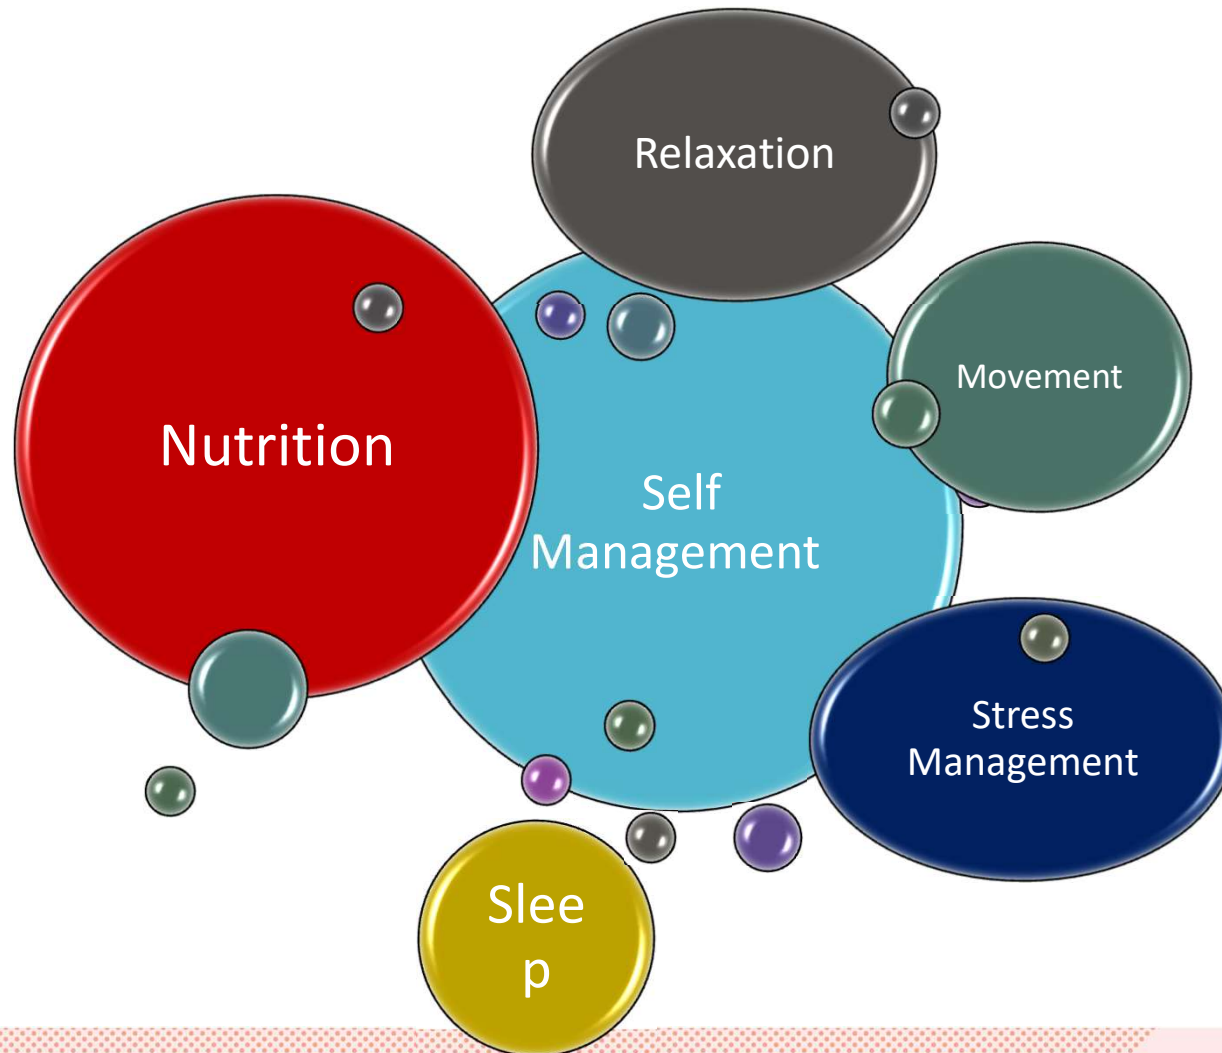 Relaxation
Movement
Nutrition
Self
Management
Stress
Management
Slee
p